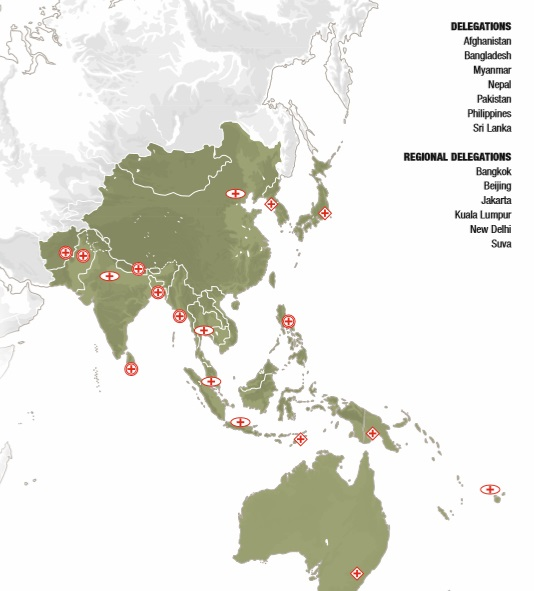 DELEGATIONS
Afghanistan
Bangladesh
Myanmar
Nepal
Pakistan
Philippines
Sri Lanka
REGIONAL DELEGATIONS
Bangkok
Beijing
Jakarta
Kuala Lumpur
New Delhi
Suva